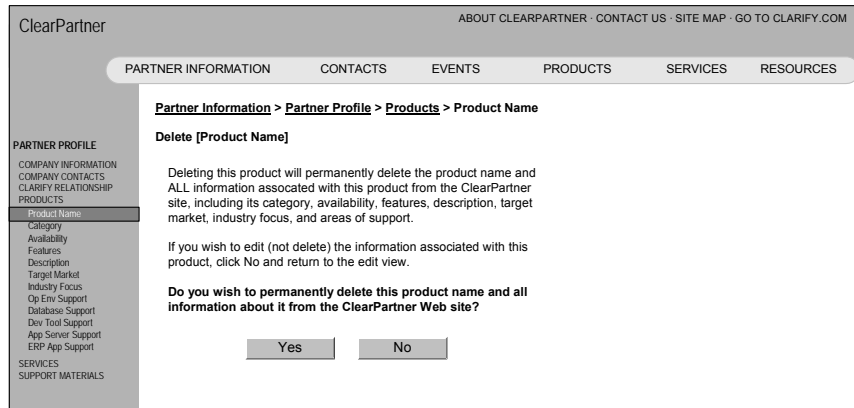 ClearPartner
ABOUT CLEARPARTNER · CONTACT US · SITE MAP · GO TO CLARIFY.COM
PARTNER INFORMATION CONTACTS EVENTS PRODUCTS SERVICES RESOURCES
Partner Information > Partner Profile > Products > Product Name
Delete [Product Name]
PARTNER PROFILE
COMPANY INFORMATION
COMPANY CONTACTS
CLARIFY RELATIONSHIP
PRODUCTS
Product Name
Category
Availability
Features
Description
Target Market
Industry Focus
Op Env Support
Database Support
Dev Tool Support
App Server Support
ERP App Support
SERVICES
SUPPORT MATERIALS
Deleting this product will permanently delete the product name and
ALL information assocated with this product from the ClearPartner
site, including its category, availability, features, description, target
market, industry focus, and areas of support.
If you wish to edit (not delete) the information associated with this
product, click No and return to the edit view.
Do you wish to permanently delete this product name and all
information about it from the ClearPartner Web site?
Yes No